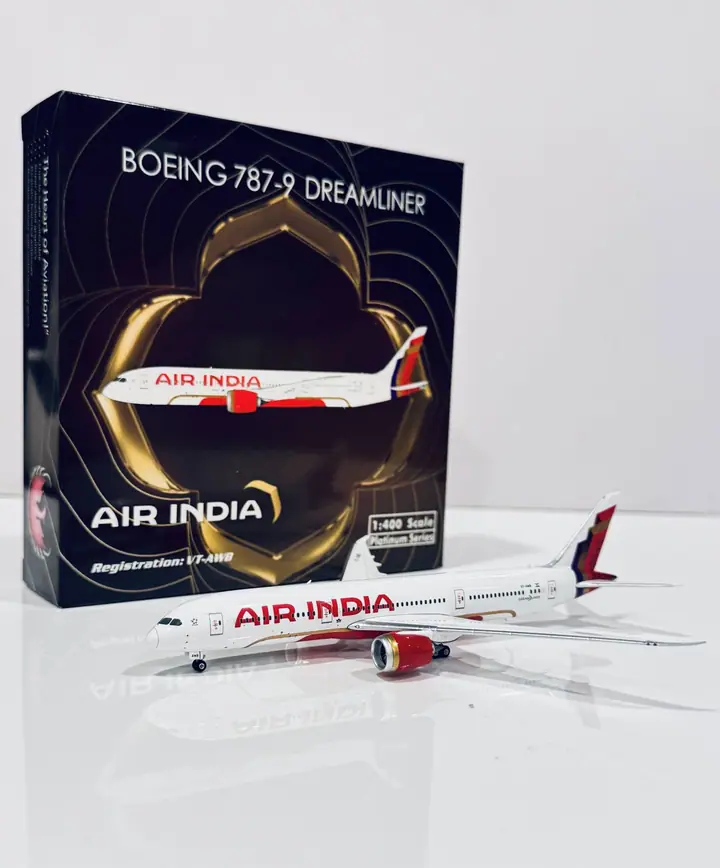 BOEING 787-9 DREAMLINER
"...The Heart of Aviation!"
AIR INDIA
AIR INDIA
1:400 Scale
Platinum Series
Registration: VT-AWB
AIR INDIA